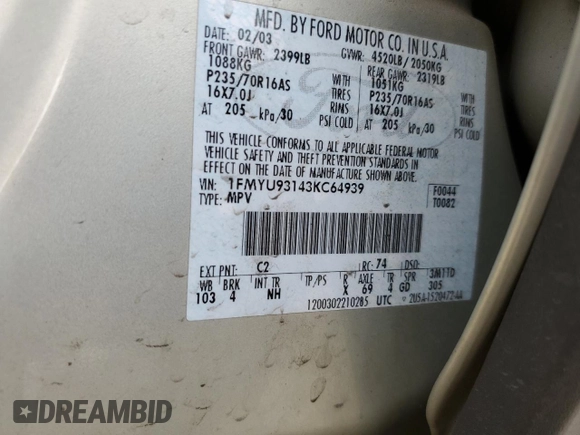 MFD. BY FORD MOTOR CO. IN U.S.A.
DATE: 02/03 GVWR: 4520LB/ 2050KG
FRONT GAWR: 2399LB REAR GAWR: 2319LB
1088KG WITH 1051KG WITH
P235/70R16AS TIRES P235/70R16AS TIRES
16X7.0J RIMS 16X7.0J RIMS
AT 205 kPa/30 PSI COLD AT 205 kPa/30 PSI COLD
THIS VEHICLE CONFORMS TO ALL APPLICABLE FEDERAL MOTOR
VEHICLE SAFETY AND THEFT PREVENTION STANDARDS IN EFFECT
ON THE DATE OF MANUFACTURE SHOWN ABOVE.
VIN: 1FMYU93143KC64939 F0044
TYPE: MPV T0082
EXT PNT: C2 RC: 74 DSO:
WB BRK INT TR TP/PS R AXLE TR SPR 3M1TD
103 4 NH X 69 4 GD 305
1200302210285 UTC
Ford
DREAMBID